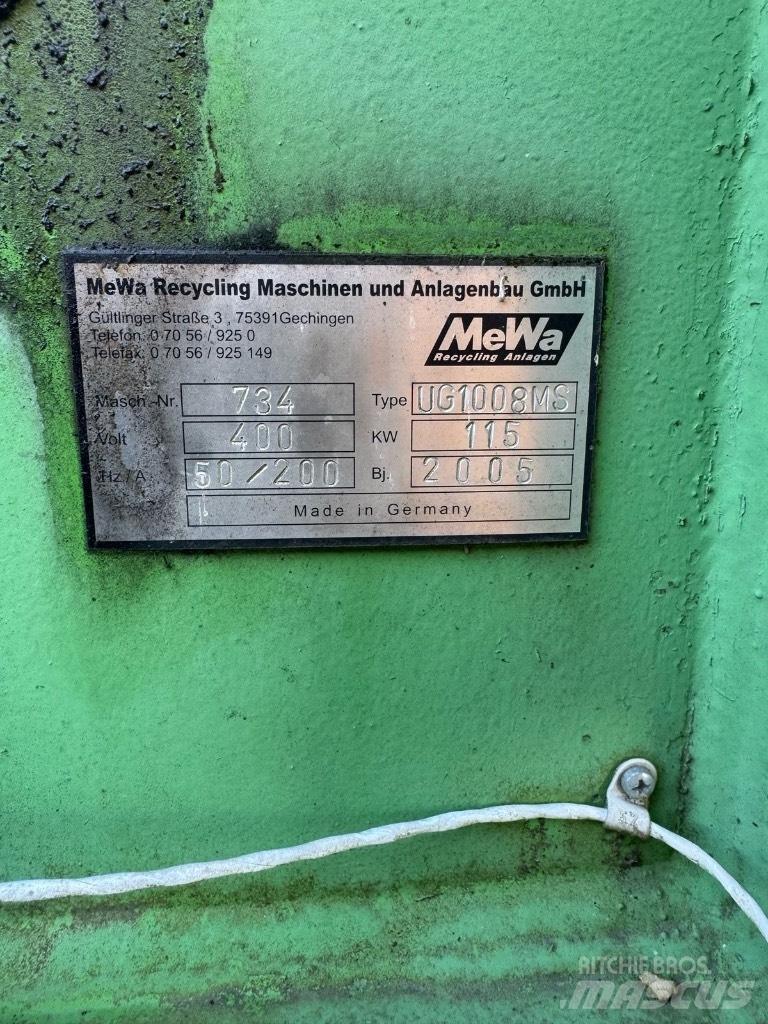 MeWa Recycling Maschinen und Anlagenbau GmbH
Gültlinger Straße 3 , 75391Gechingen
Telefon: 0 70 56 / 925 0
Telefax: 0 70 56 / 925 149
MeWa
Recycling Anlagen
Masch.-Nr. 734 Type UG1008MS
Volt 400 KW 115
Hz / A 50/200 Bj. 2005
Made in Germany
RITCHIE BROS.
MASCUS